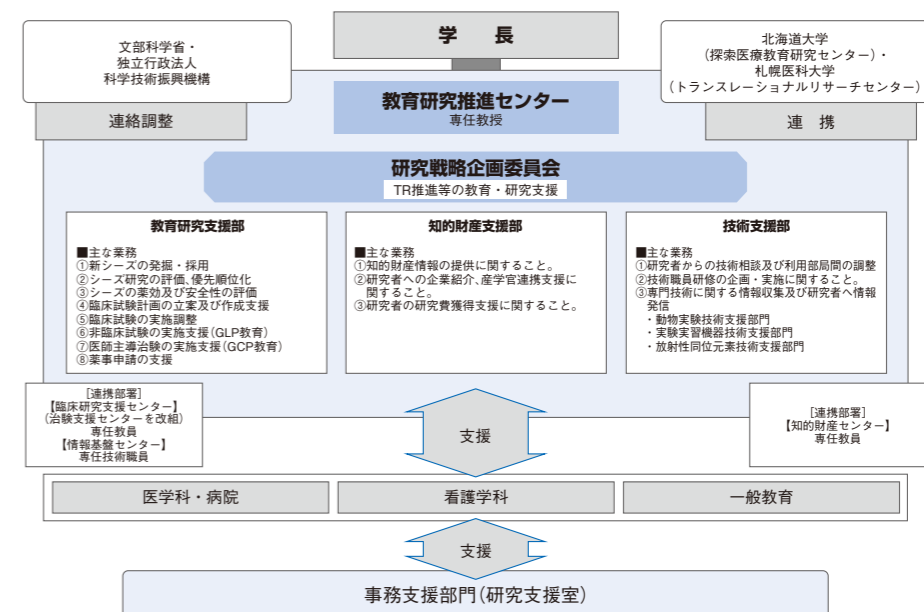 学　長
文部科学省・
独立行政法人
科学技術振興機構
連絡調整
北海道大学
(探索医療教育研究センター)・
札幌医科大学
(トランスレーショナルリサーチセンター)
連　携
教育研究推進センター
専任教授
研究戦略企画委員会
TR推進等の教育・研究支援
教育研究支援部
■主な業務
①新シーズの発掘・採用
②シーズ研究の評価、優先順位化
③シーズの薬効及び安全性の評価
④臨床試験計画の立案及び作成支援
⑤臨床試験の実施調整
⑥非臨床試験の実施支援(GLP教育)
⑦医師主導治験の実施支援(GCP教育)
⑧薬事申請の支援
知的財産支援部
■主な業務
①知的財産情報の提供に関すること。
②研究者への企業紹介、産学官連携支援に
関すること。
③研究者の研究費獲得支援に関すること。
技術支援部
■主な業務
①研究者からの技術相談及び利用部局間の調整
②技術職員研修の企画・実施に関すること。
③専門技術に関する情報収集及び研究者へ情報
発信
・動物実験技術支援部門
・実験実習機器技術支援部門
・放射性同位元素技術支援部門
[連携部署]
【臨床研究支援センター】
(治験支援センターを改組)
専任教員
【情報基盤センター】
専任技術職員
支援
[連携部署]
【知的財産センター】
専任教員
医学科・病院
看護学科
一般教育
支援
事務支援部門(研究支援室)